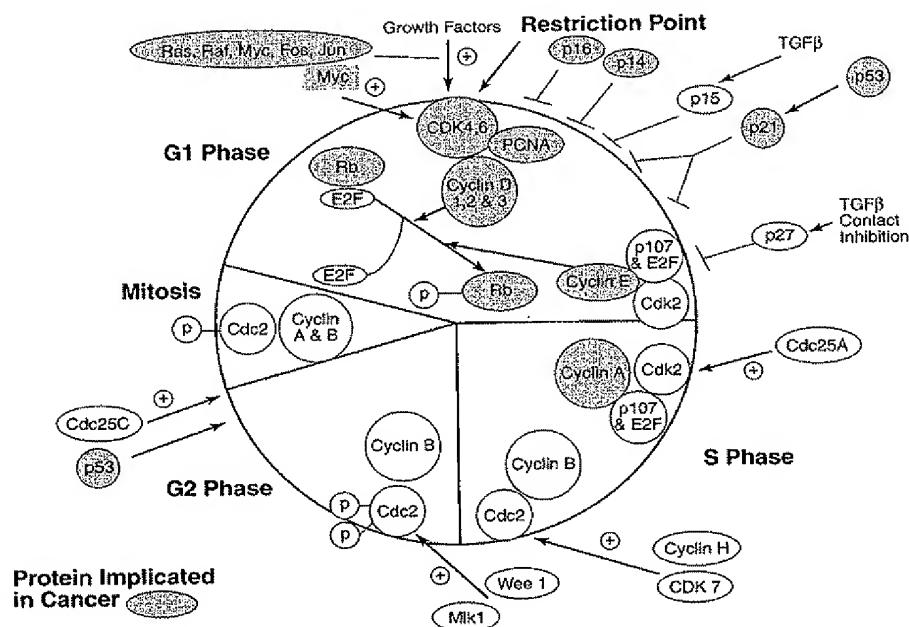 Growth Factors
Restriction Point
Ras, Raf, Myc, Fos, Jun
Myc
+
+
p16
p14
TGFβ
p15
p53
p21
CDK4,6
PCNA
G1 Phase
Rb
E2F
Cyclin D
1,2 & 3
TGFβ
Contact
Inhibition
p27
p107
& E2F
E2F
Cyclin E
Cdk2
p
Rb
Mitosis
p
Cdc2
Cyclin
A & B
Cyclin A
Cdk2
Cdc25A
+
p107
& E2F
Cdc25C
+
p53
Cyclin B
Cyclin B
S Phase
G2 Phase
p
p
Cdc2
Cdc2
+
Cyclin H
CDK 7
+
Wee 1
Mlk1
Protein Implicated
in Cancer